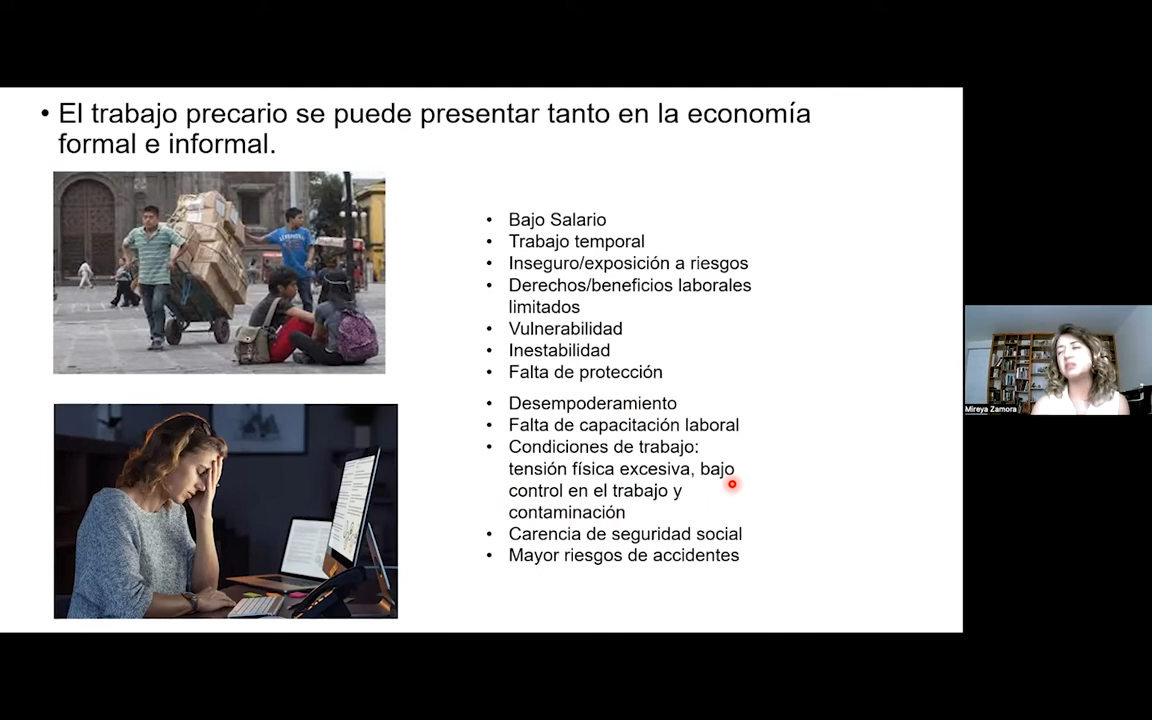 • El trabajo precario se puede presentar tanto en la economía
formal e informal.
• Bajo Salario
• Trabajo temporal
• Inseguro/exposición a riesgos
• Derechos/beneficios laborales
limitados
• Vulnerabilidad
• Inestabilidad
• Falta de protección
• Desempoderamiento
• Falta de capacitación laboral
• Condiciones de trabajo:
tensión física excesiva, bajo
control en el trabajo y
contaminación
• Carencia de seguridad social
• Mayor riesgos de accidentes
Mireya Zamora